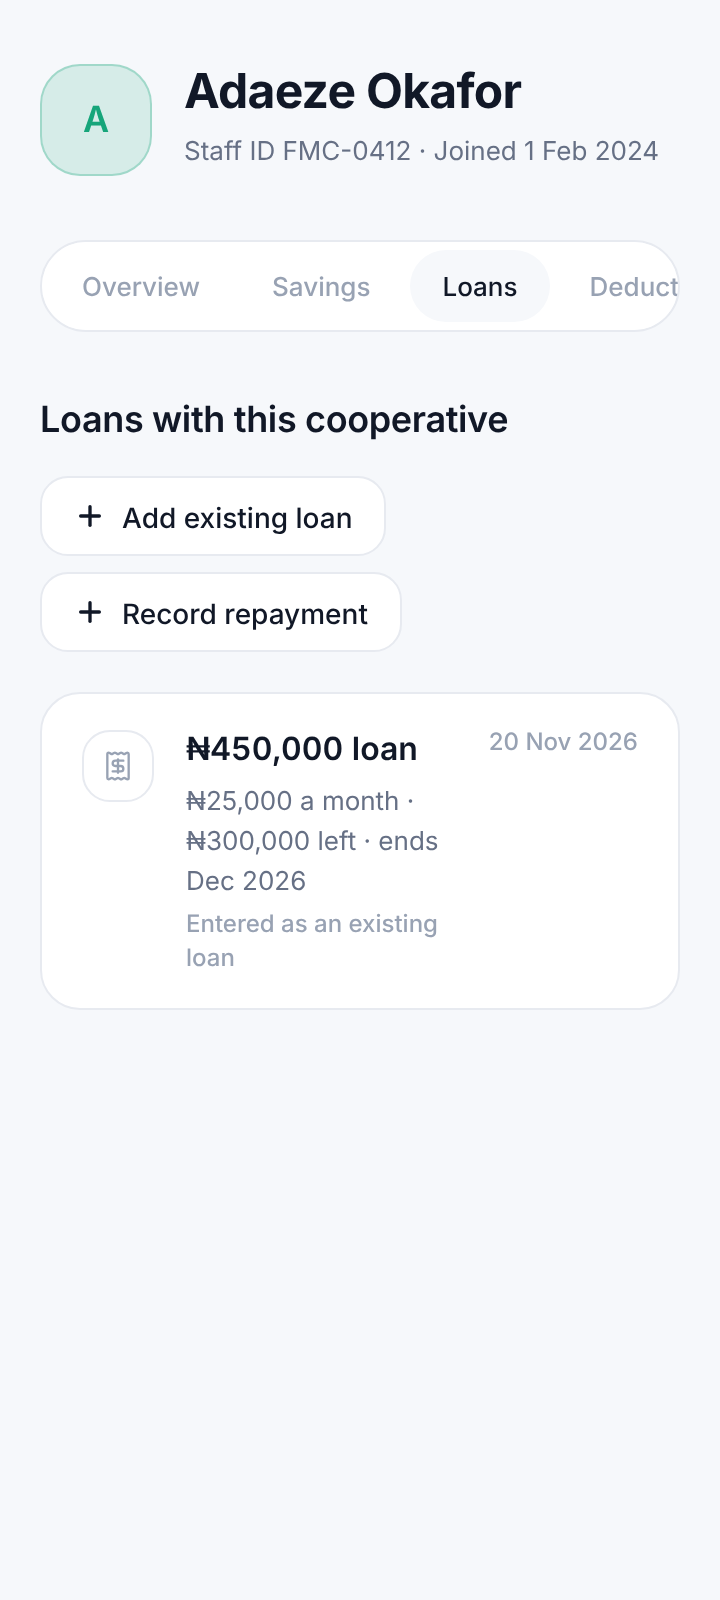 A
Adaeze Okafor
Staff ID FMC-0412 · Joined 1 Feb 2024
Overview Savings Loans Deduct
Loans with this cooperative
+ Add existing loan
+ Record repayment
₦450,000 loan 20 Nov 2026
₦25,000 a month ·
₦300,000 left · ends
Dec 2026
Entered as an existing
loan